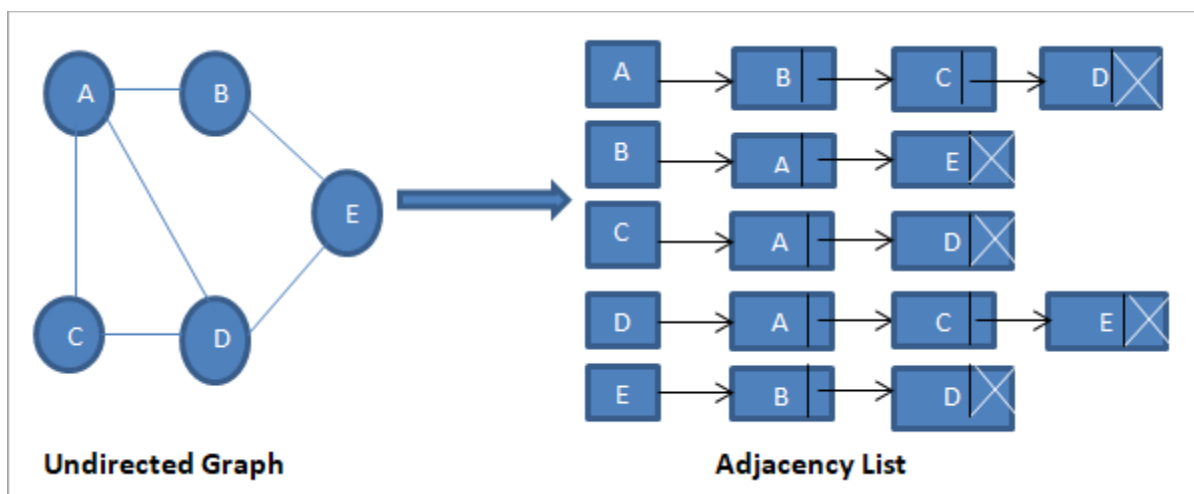 A B
E
C D
A B C D
B A E
C A D
D A C E
E B D
Undirected Graph
Adjacency List